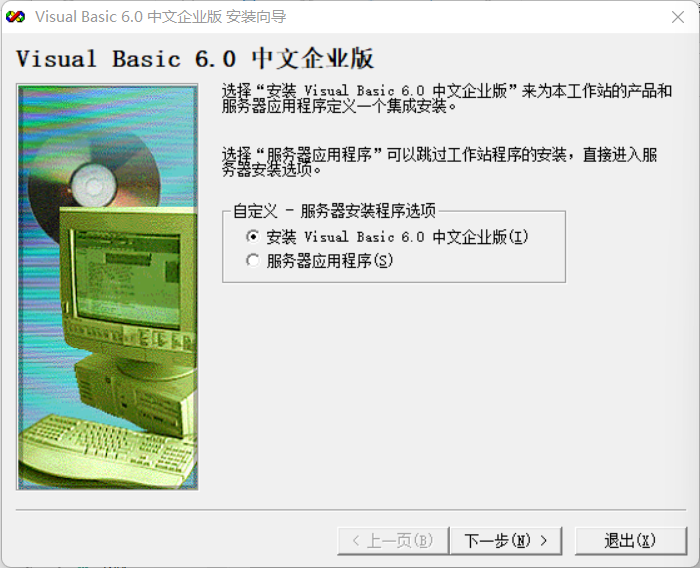 Visual Basic 6.0 中文企业版 安装向导
Visual Basic 6.0 中文企业版
选择“安装 Visual Basic 6.0 中文企业版”来为本工作站的产品和
服务器应用程序定义一个集成安装。
选择“服务器应用程序”可以跳过工作站程序的安装，直接进入服
务器安装选项。
自定义 - 服务器安装程序选项
安装 Visual Basic 6.0 中文企业版(I)
服务器应用程序(S)
< 上一页(B)
下一步(N) >
退出(X)